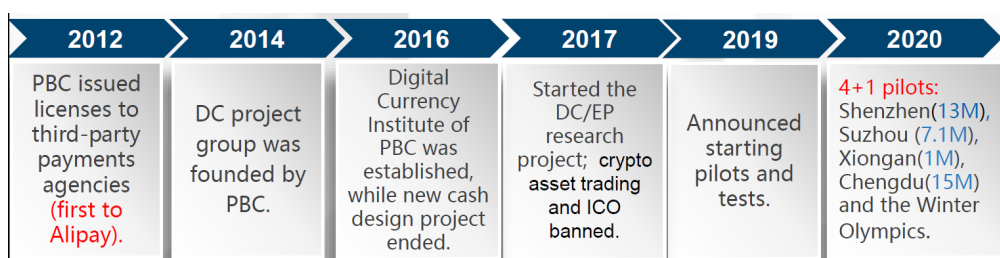 2012
PBC issued
licenses to
third-party
payments
agencies
(first to
Alipay).
2014
DC project
group was
founded by
PBC.
2016
Digital
Currency
Institute of
PBC was
established,
while new cash
design project
ended.
2017
Started the
DC/EP
research
project; crypto
asset trading
and ICO
banned.
2019
Announced
starting
pilots and
tests.
2020
4+1 pilots:
Shenzhen(13M),
Suzhou (7.1M),
Xiongan(1M),
Chengdu(15M)
and the Winter
Olympics.